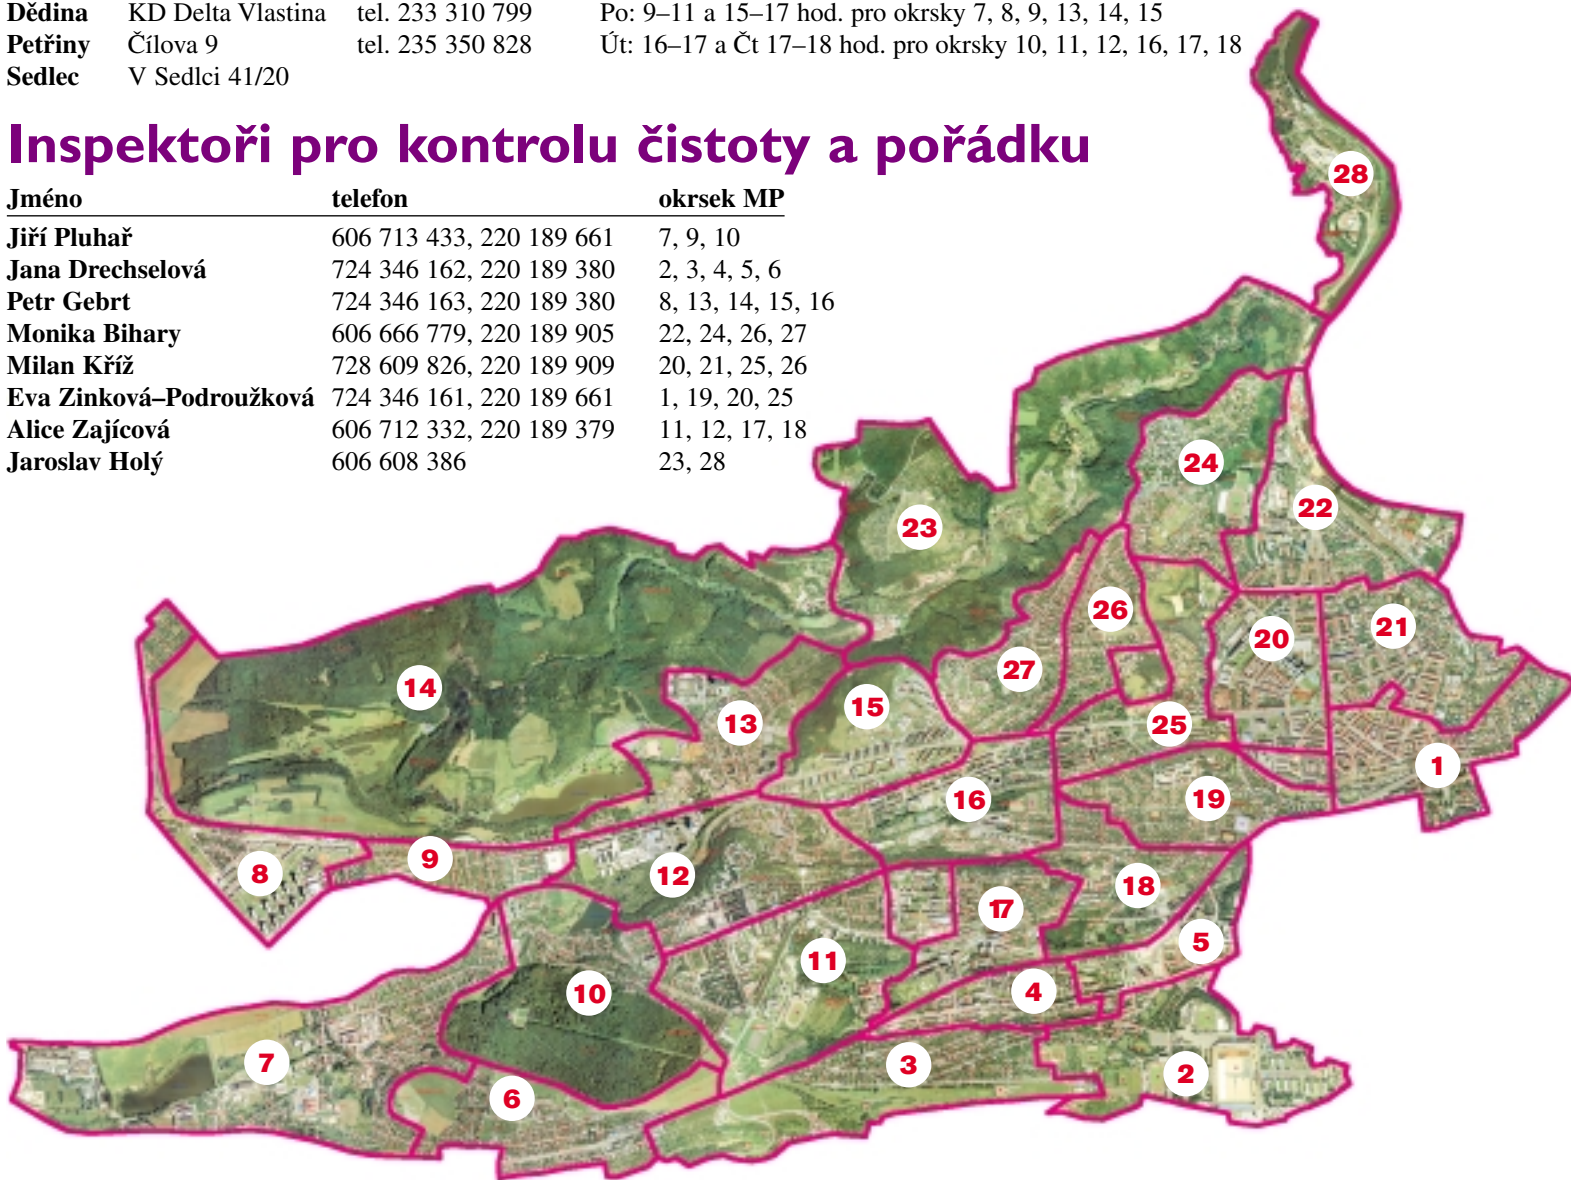 Dědina KD Delta Vlastina tel. 233 310 799 Po: 9–11 a 15–17 hod. pro okrsky 7, 8, 9, 13, 14, 15
Petřiny Čílova 9 tel. 235 350 828 Út: 16–17 a Čt 17–18 hod. pro okrsky 10, 11, 12, 16, 17, 18
Sedlec V Sedlci 41/20
Inspektoři pro kontrolu čistoty a pořádku
Jméno telefon okrsek MP
Jiří Pluhař 606 713 433, 220 189 661 7, 9, 10
Jana Drechselová 724 346 162, 220 189 380 2, 3, 4, 5, 6
Petr Gebrt 724 346 163, 220 189 380 8, 13, 14, 15, 16
Monika Bihary 606 666 779, 220 189 905 22, 24, 26, 27
Milan Kříž 728 609 826, 220 189 909 20, 21, 25, 26
Eva Zinková–Podroužková 724 346 161, 220 189 661 1, 19, 20, 25
Alice Zajícová 606 712 332, 220 189 379 11, 12, 17, 18
Jaroslav Holý 606 608 386 23, 28
28
24
22
23
26
21
20
27
14
15
13
25
1
16
19
9
8
12
18
17
5
11
4
10
7
3
2
6